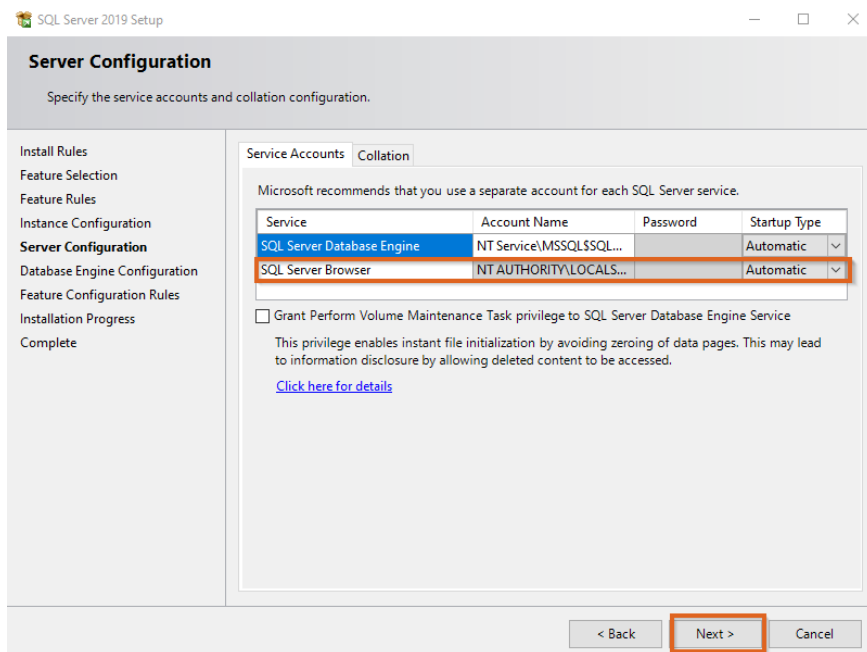 SQL Server 2019 Setup
Server Configuration
Specify the service accounts and collation configuration.
Install Rules
Feature Selection
Feature Rules
Instance Configuration
Server Configuration
Database Engine Configuration
Feature Configuration Rules
Installation Progress
Complete
Service Accounts Collation
Microsoft recommends that you use a separate account for each SQL Server service.
Service Account Name Password Startup Type
SQL Server Database Engine NT Service\MSSQL$SQL... Automatic
SQL Server Browser NT AUTHORITY\LOCALS... Automatic
Grant Perform Volume Maintenance Task privilege to SQL Server Database Engine Service
This privilege enables instant file initialization by avoiding zeroing of data pages. This may lead
to information disclosure by allowing deleted content to be accessed.
Click here for details
< Back Next > Cancel